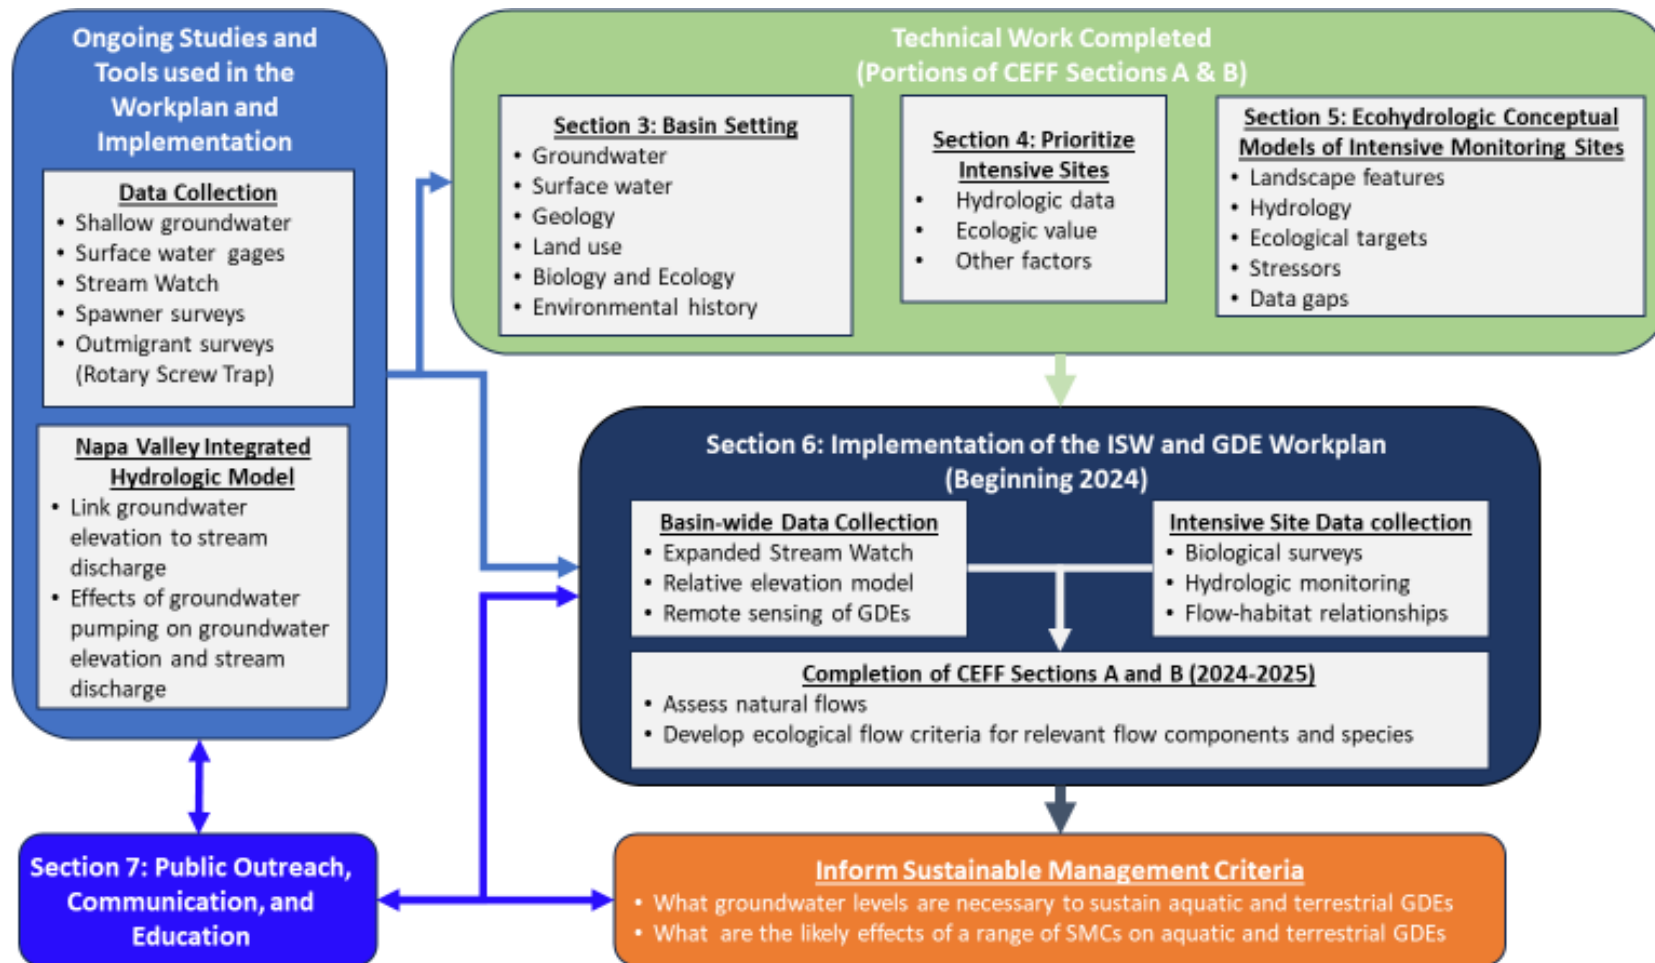 Ongoing Studies and
Tools used in the
Workplan and
Implementation
Data Collection
• Shallow groundwater
• Surface water gages
• Stream Watch
• Spawner surveys
• Outmigrant surveys
(Rotary Screw Trap)
Napa Valley Integrated
Hydrologic Model
• Link groundwater
elevation to stream
discharge
• Effects of groundwater
pumping on groundwater
elevation and stream
discharge
Technical Work Completed
(Portions of CEFF Sections A & B)
Section 3: Basin Setting
• Groundwater
• Surface water
• Geology
• Land use
• Biology and Ecology
• Environmental history
Section 4: Prioritize
Intensive Sites
• Hydrologic data
• Ecologic value
• Other factors
Section 5: Ecohydrologic Conceptual
Models of Intensive Monitoring Sites
• Landscape features
• Hydrology
• Ecological targets
• Stressors
• Data gaps
Section 6: Implementation of the ISW and GDE Workplan
(Beginning 2024)
Basin-wide Data Collection
• Expanded Stream Watch
• Relative elevation model
• Remote sensing of GDEs
Intensive Site Data collection
• Biological surveys
• Hydrologic monitoring
• Flow-habitat relationships
Completion of CEFF Sections A and B (2024-2025)
• Assess natural flows
• Develop ecological flow criteria for relevant flow components and species
Section 7: Public Outreach,
Communication, and
Education
Inform Sustainable Management Criteria
• What groundwater levels are necessary to sustain aquatic and terrestrial GDEs
• What are the likely effects of a range of SMCs on aquatic and terrestrial GDEs